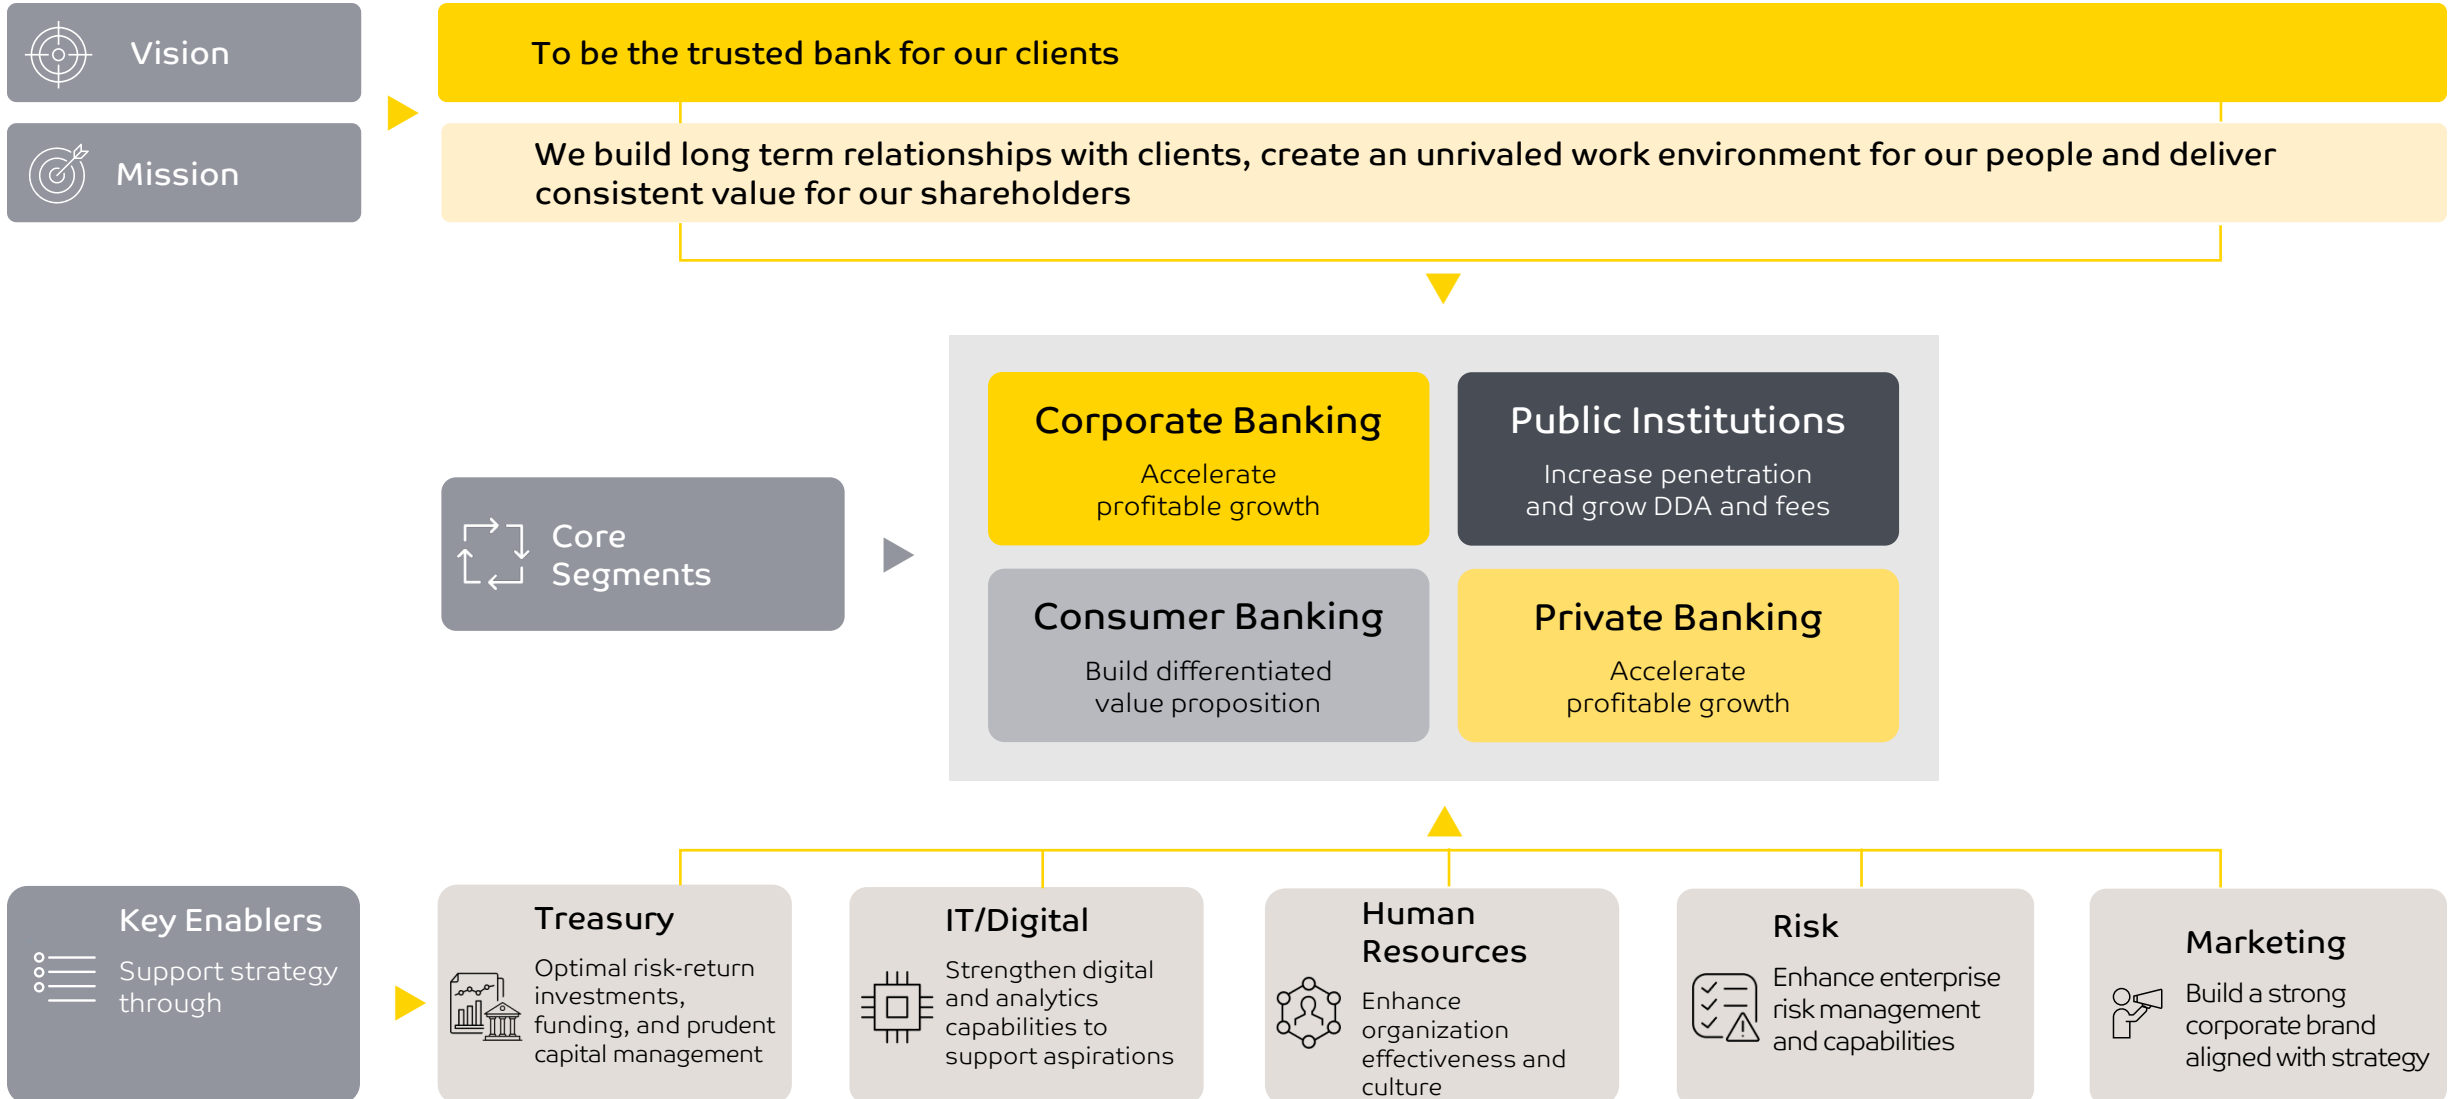 Vision
To be the trusted bank for our clients
Mission
We build long term relationships with clients, create an unrivaled work environment for our people and deliver
consistent value for our shareholders
Core
Segments
Corporate Banking
Accelerate
profitable growth
Public Institutions
Increase penetration
and grow DDA and fees
Consumer Banking
Build differentiated
value proposition
Private Banking
Accelerate
profitable growth
Key Enablers
Support strategy
through
Treasury
Optimal risk-return
investments,
funding, and prudent
capital management
IT/Digital
Strengthen digital
and analytics
capabilities to
support aspirations
Human
Resources
Enhance
organization
effectiveness and
culture
Risk
Enhance enterprise
risk management
and capabilities
Marketing
Build a strong
corporate brand
aligned with strategy